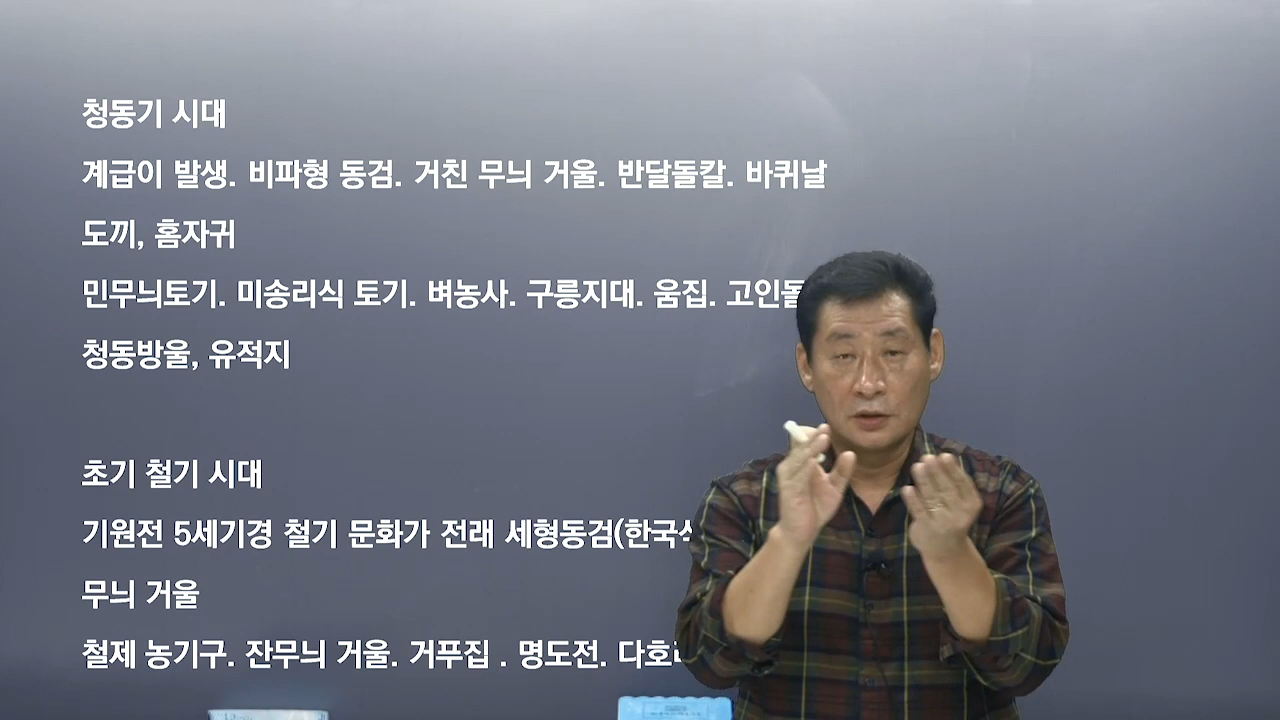 청동기 시대
계급이 발생. 비파형 동검. 거친 무늬 거울. 반달돌칼. 바퀴날
도끼, 홈자귀
민무늬토기. 미송리식 토기. 벼농사. 구릉지대. 움집. 고인돌
청동방울, 유적지
초기 철기 시대
기원전 5세기경 철기 문화가 전래 세형동검(한국식
무늬 거울
철제 농기구. 잔무늬 거울. 거푸집 . 명도전.